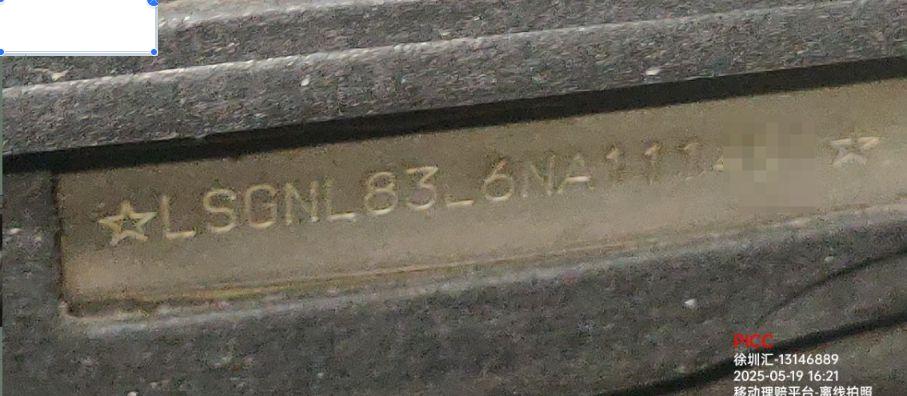 ☆LSGNL83L6NA111 ☆
PICC
徐圳汇-13146889
2025-05-19 16:21
移动理赔平台-离线拍照